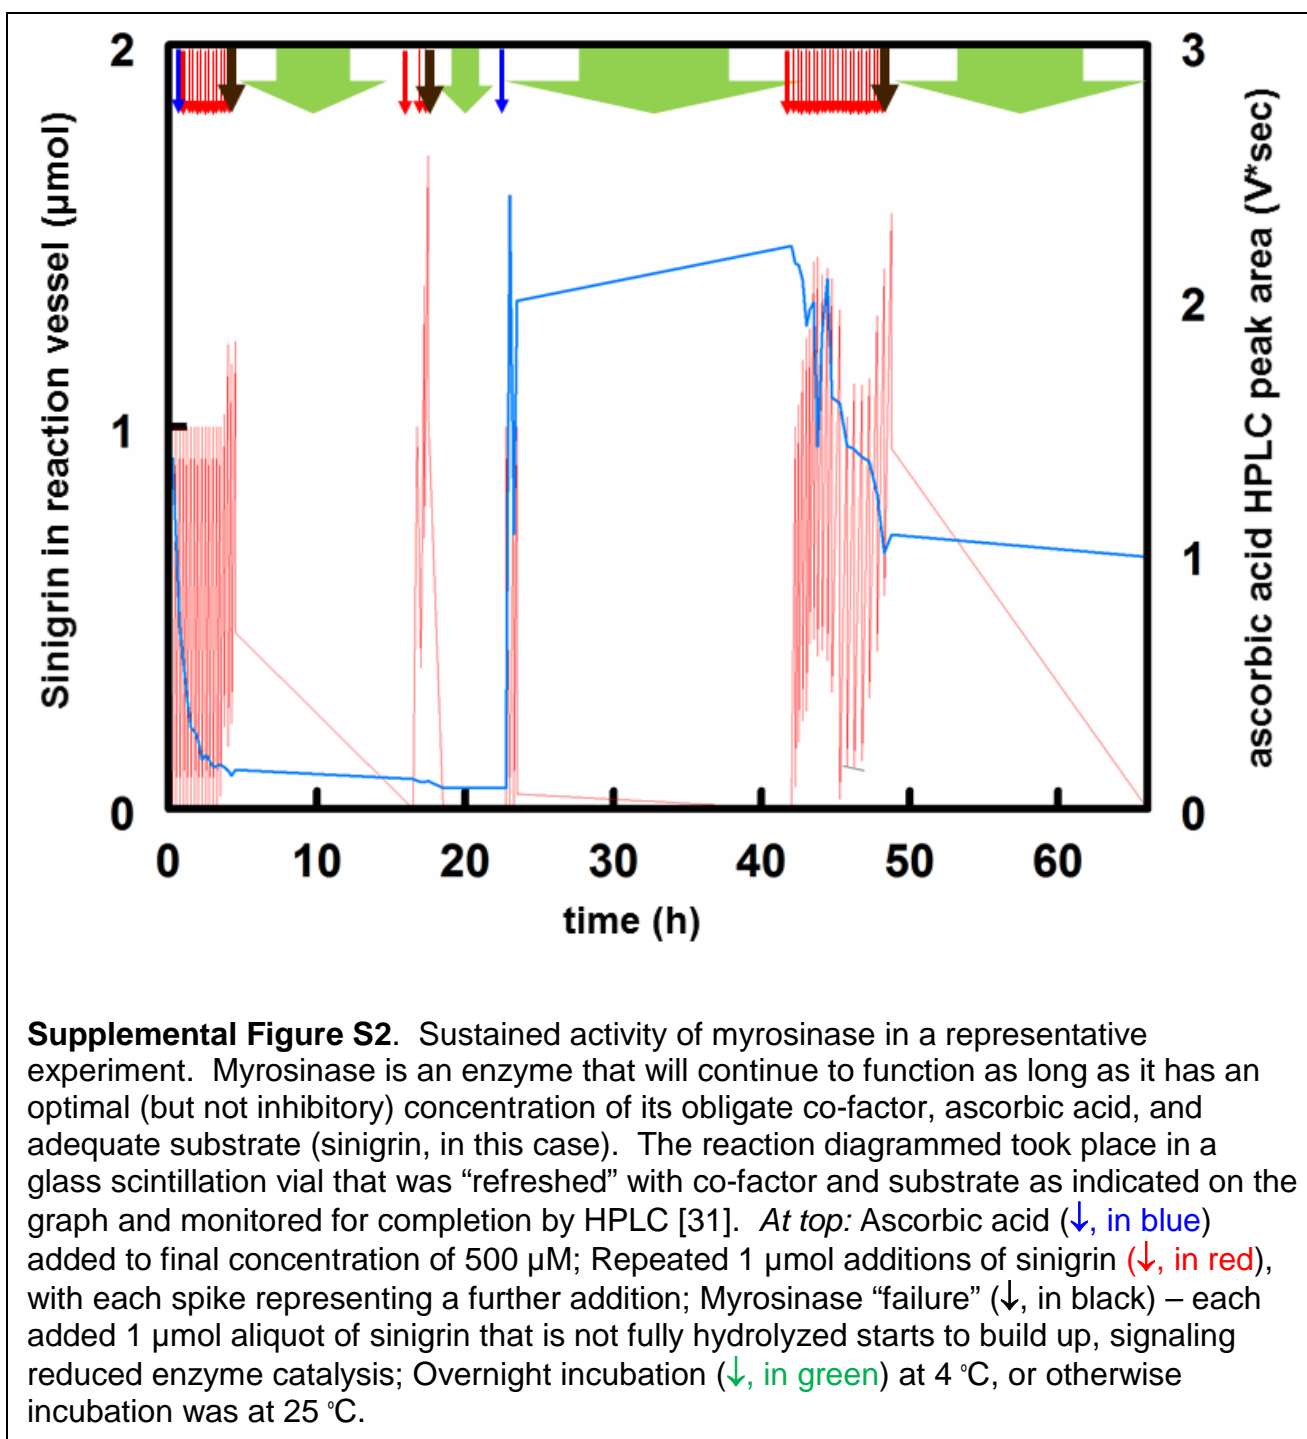 2
3
Sinigrin in reaction vessel (µmol)
ascorbic acid HPLC peak area (V*sec)
2
1
1
0
0
0
10
20
30
40
50
60
time (h)
Supplemental Figure S2. Sustained activity of myrosinase in a representative
experiment. Myrosinase is an enzyme that will continue to function as long as it has an
optimal (but not inhibitory) concentration of its obligate co-factor, ascorbic acid, and
adequate substrate (sinigrin, in this case). The reaction diagrammed took place in a
glass scintillation vial that was “refreshed” with co-factor and substrate as indicated on the
graph and monitored for completion by HPLC [31]. At top: Ascorbic acid (↓, in blue)
added to final concentration of 500 µM; Repeated 1 µmol additions of sinigrin (↓, in red),
with each spike representing a further addition; Myrosinase “failure” (↓, in black) – each
added 1 µmol aliquot of sinigrin that is not fully hydrolyzed starts to build up, signaling
reduced enzyme catalysis; Overnight incubation (↓, in green) at 4 °C, or otherwise
incubation was at 25 °C.